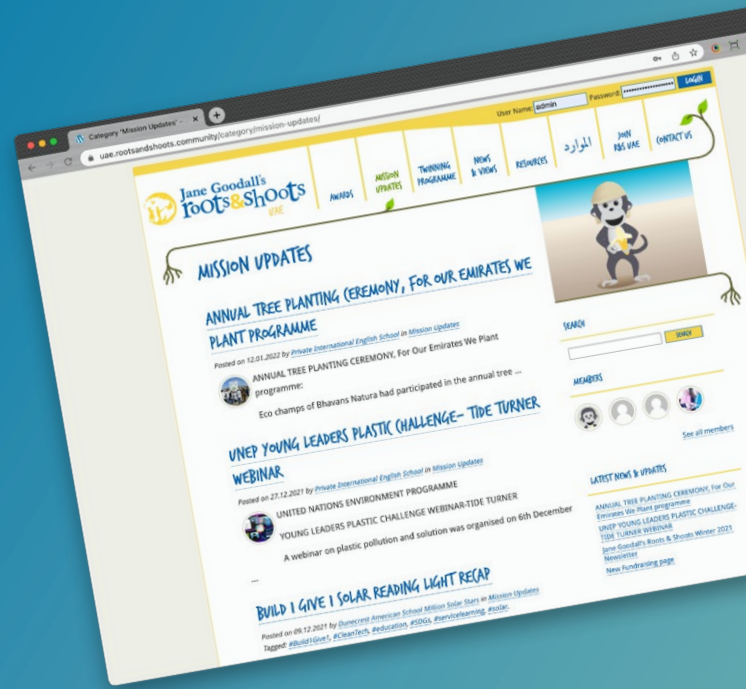 Category 'Mission Updates' -
uae.rootsandshoots.community/category/mission-updates/
User Name: admin Password: LOGIN
Jane Goodall's
roots&shoots
UAE
AWARDS
MISSION
UPDATES
TWINNING
PROGRAMME
NEWS
& VIEWS
RESOURCES
الموارد
JOIN
R&S UAE
CONTACT US
MISSION UPDATES
ANNUAL TREE PLANTING CEREMONY, FOR OUR EMIRATES WE
PLANT PROGRAMME
Posted on 12.01.2022 by Private International English School in Mission Updates
ANNUAL TREE PLANTING CEREMONY, For Our Emirates We Plant
programme:
Eco champs of Bhavans Natura had participated in the annual tree ...
UNEP YOUNG LEADERS PLASTIC CHALLENGE– TIDE TURNER
WEBINAR
Posted on 27.12.2021 by Private International English School in Mission Updates
UNITED NATIONS ENVIRONMENT PROGRAMME
YOUNG LEADERS PLASTIC CHALLENGE WEBINAR-TIDE TURNER
A webinar on plastic pollution and solution was organised on 6th December
...
BUILD 1 GIVE 1 SOLAR READING LIGHT RECAP
Posted on 09.12.2021 by Dunecrest American School Million Solar Stars in Mission Updates
Tagged: #Build1Give1, #CleanTech, #education, #SDGs, #servicelearning, #solar.
SEARCH
SEARCH
MEMBERS
See all members
LATEST NEWS & UPDATES
ANNUAL TREE PLANTING CEREMONY, For Our
Emirates We Plant programme
UNEP YOUNG LEADERS PLASTIC CHALLENGE–
TIDE TURNER WEBINAR
Jane Goodall's Roots & Shoots Winter 2021
Newsletter
New Fundraising page